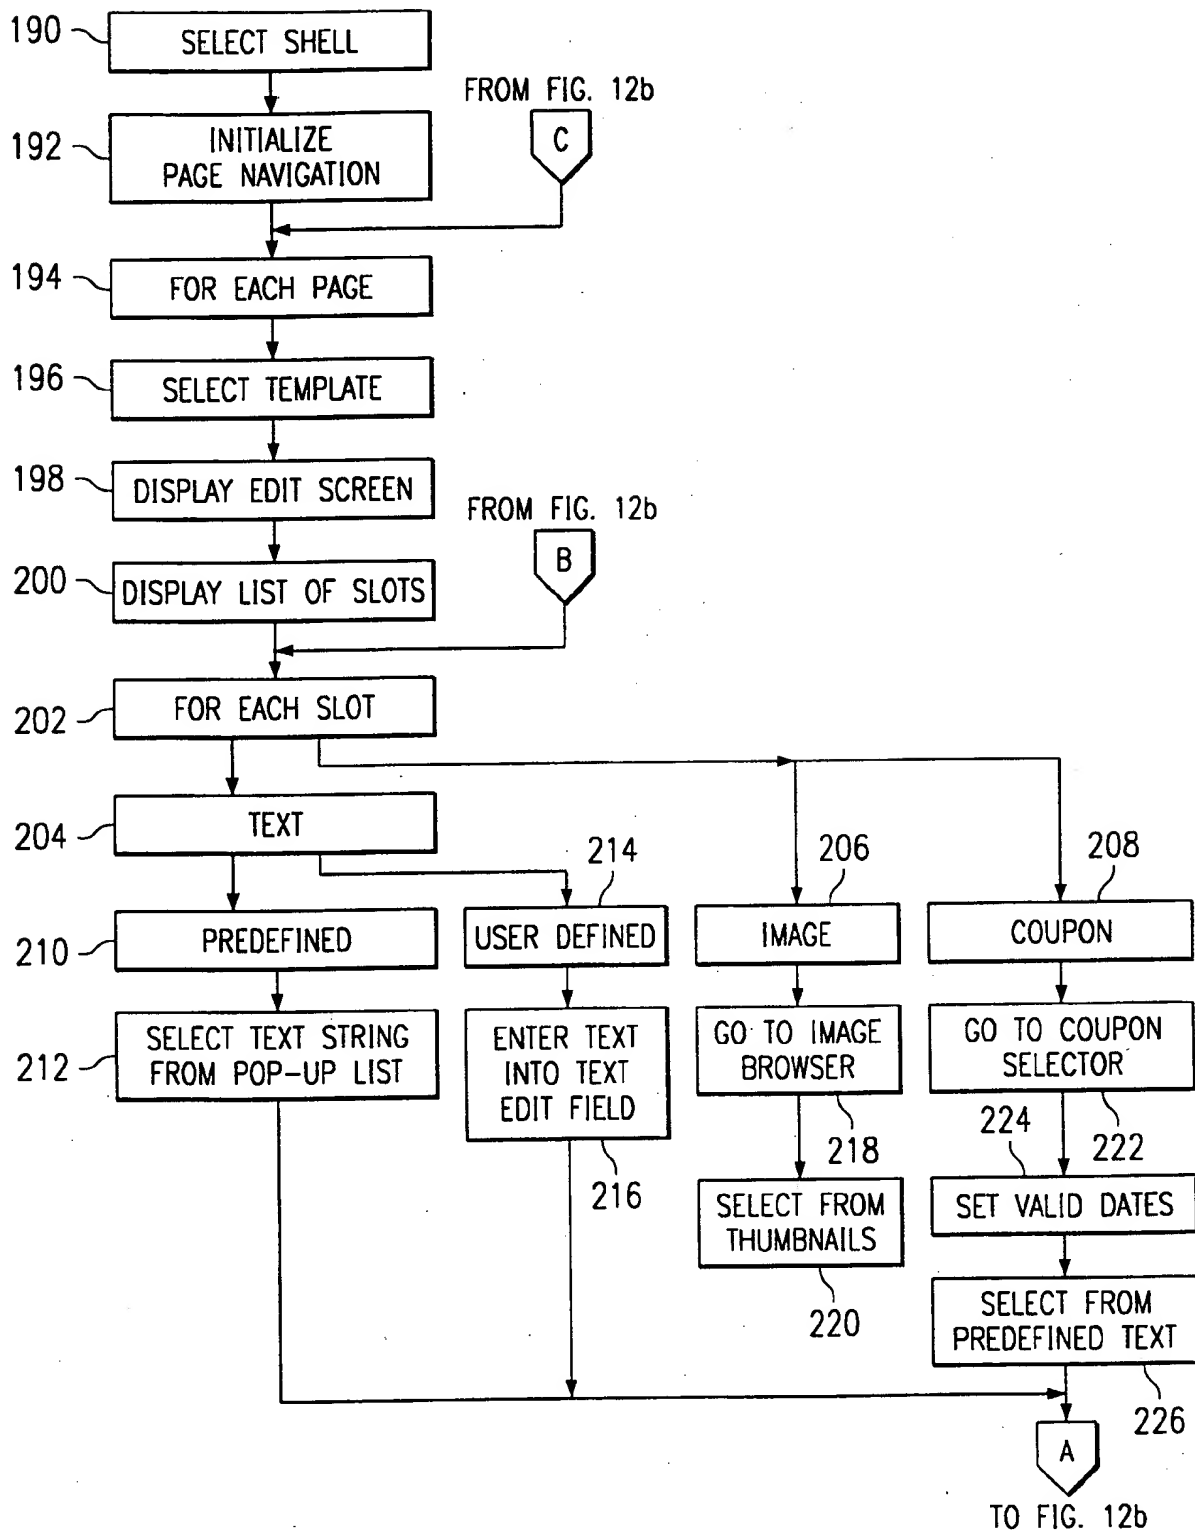 190
SELECT SHELL
FROM FIG. 12b
C
192
INITIALIZE
PAGE NAVIGATION
194
FOR EACH PAGE
196
SELECT TEMPLATE
198
DISPLAY EDIT SCREEN
FROM FIG. 12b
B
200
DISPLAY LIST OF SLOTS
202
FOR EACH SLOT
204
TEXT
214
206
208
210
PREDEFINED
USER DEFINED
IMAGE
COUPON
212
SELECT TEXT STRING
FROM POP-UP LIST
ENTER TEXT
INTO TEXT
EDIT FIELD
216
GO TO IMAGE
BROWSER
218
GO TO COUPON
SELECTOR
222
224
SELECT FROM
THUMBNAILS
220
SET VALID DATES
SELECT FROM
PREDEFINED TEXT
226
A
TO FIG. 12b